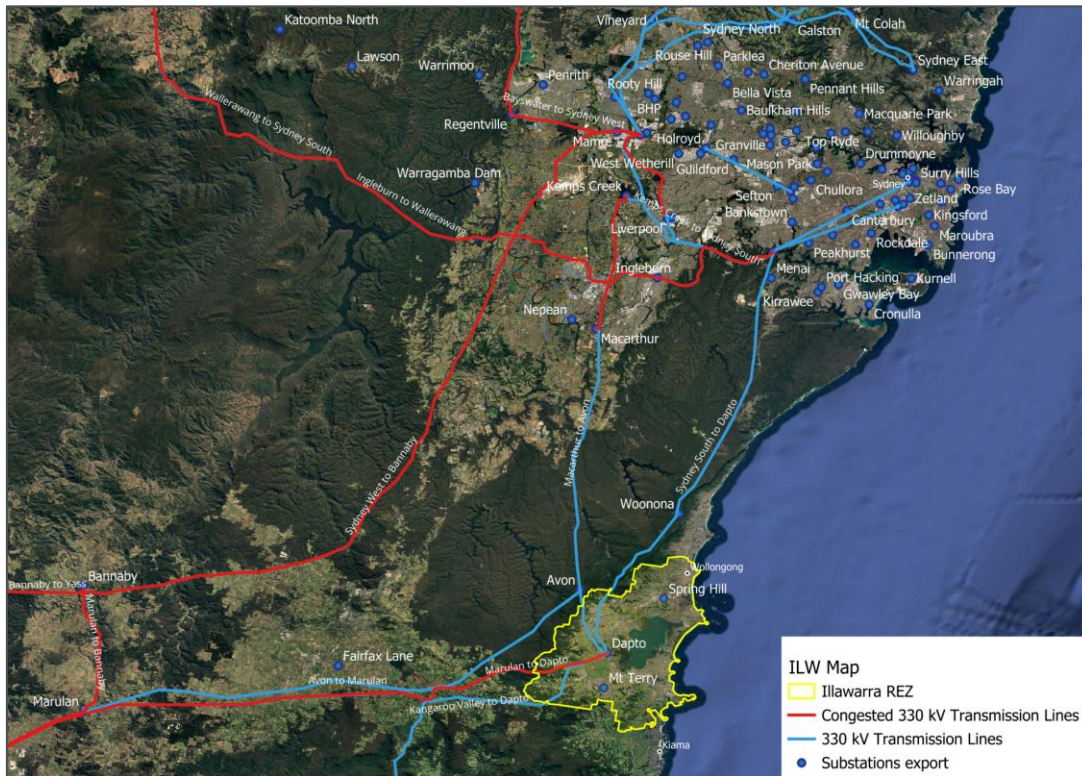 Katoomba North
Vineyard
Galston
Mt Colah
Sydney North
Lawson
Warrimoo
Penrith
Rouse Hill
Parklea
Cheriton Avenue
Sydney East
Warringah
Rooty Hill
Bella Vista
Pennant Hills
Wallerawang to Sydney South
Bayswater to Sydney West
BHP
Baulkham Hills
Macquarie Park
Regentville
Mamre
Holroyd
Granville
Top Ryde
Willoughby
West Wetherill
Guildford
Mason Park
Drummoyne
Warragamba Dam
Kemps Creek
Sydney
Surry Hills
Rose Bay
Chullora
Sefton
Bankstown
Zetland
Ingleburn to Wallerawang
Kemps Creek to Sydney South
Liverpool
Canterbury
Kingsford
Maroubra
Peakhurst
Rockdale
Bunnerong
Ingleburn
Menai
Port Hacking
Kurnell
Kirrawee
Gwawley Bay
Cronulla
Nepean
Macarthur
Sydney West to Bannaby
Macarthur to Avon
Sydney South to Dapto
Woonona
Bannaby to Yass
Bannaby
Avon
Wollongong
Spring Hill
Marulan to Bannaby
Dapto
Fairfax Lane
Marulan to Dapto
Mt Terry
Avon to Marulan
Marulan
Kangaroo Valley to Dapto
Kiama
ILW Map
Illawarra REZ
Congested 330 kV Transmission Lines
330 kV Transmission Lines
Substations export